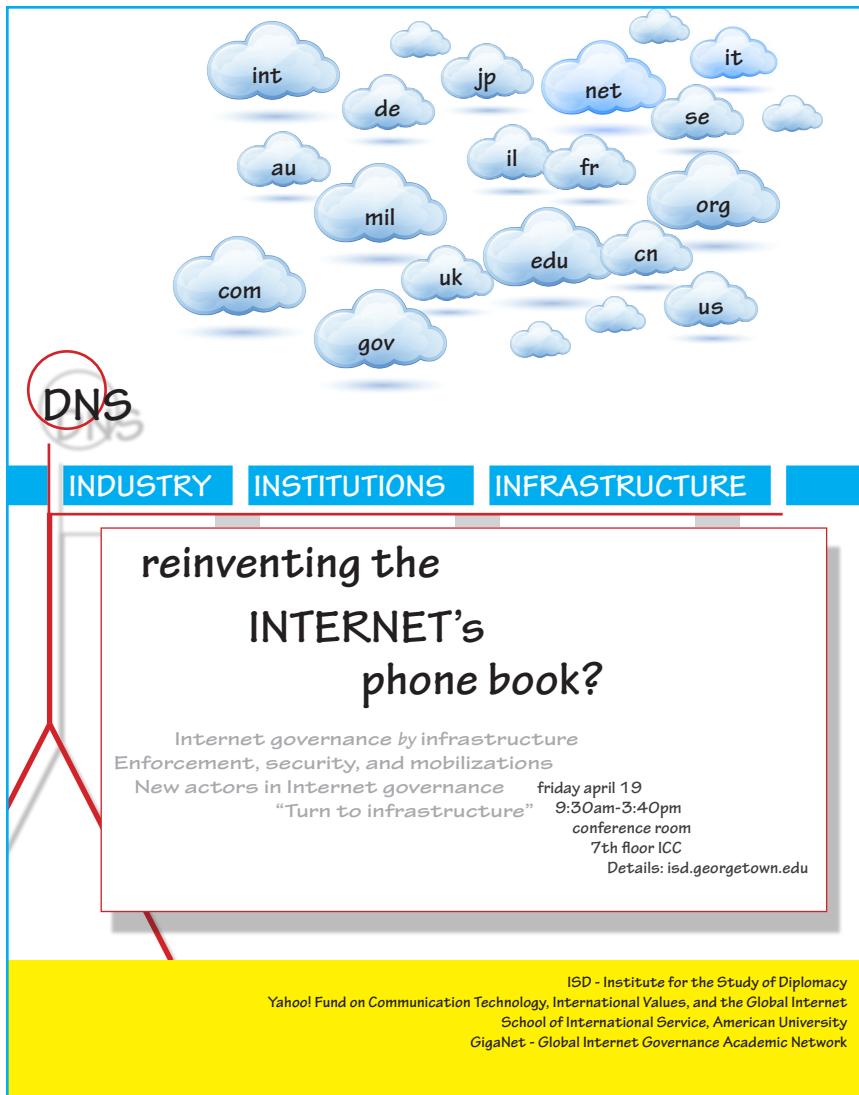 int
de
jp
net
it
se
au
il
fr
mil
org
com
uk
edu
cn
us
gov
DNS
INDUSTRY INSTITUTIONS INFRASTRUCTURE
reinventing the
INTERNET's
phone book?
Internet governance by infrastructure
Enforcement, security, and mobilizations
New actors in Internet governance
"Turn to infrastructure"
friday april 19
9:30am-3:40pm
conference room
7th floor ICC
Details: isd.georgetown.edu
ISD - Institute for the Study of Diplomacy
Yahoo! Fund on Communication Technology, International Values, and the Global Internet
School of International Service, American University
GigaNet - Global Internet Governance Academic Network